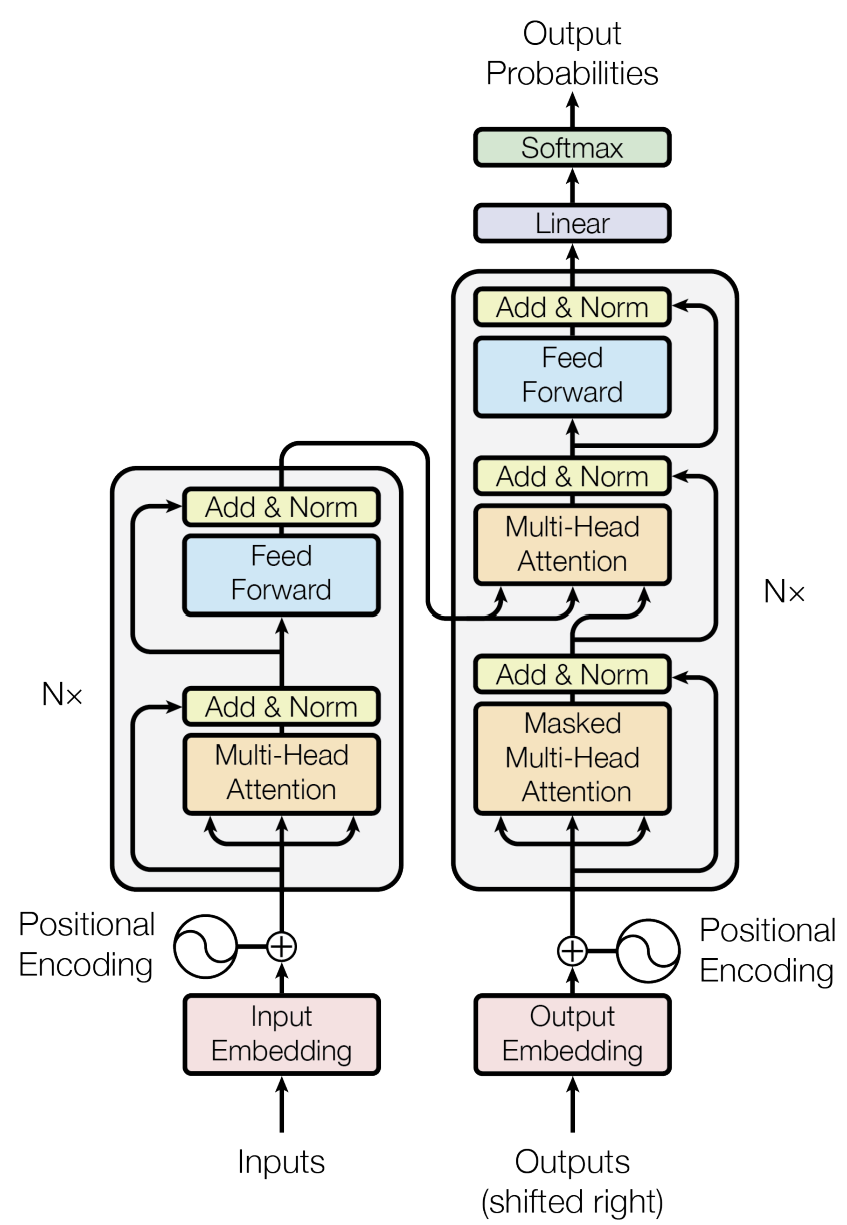 Output
Probabilities
Softmax
Linear
Add & Norm
Feed
Forward
Add & Norm
Multi-Head
Attention
Nx
Add & Norm
Masked
Multi-Head
Attention
Add & Norm
Feed
Forward
Nx
Add & Norm
Multi-Head
Attention
Positional
Encoding
Positional
Encoding
Input
Embedding
Output
Embedding
Inputs
Outputs
(shifted right)